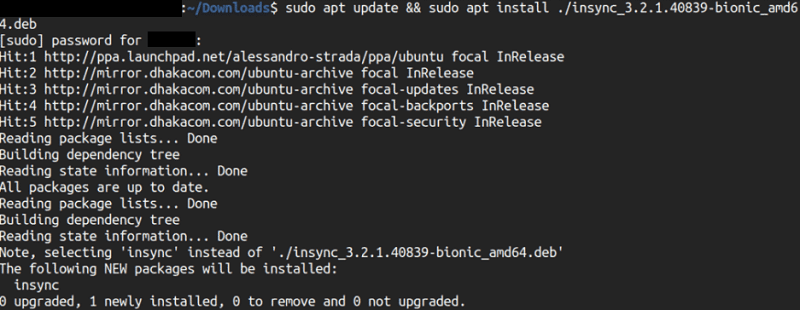 :~/Downloads$ sudo apt update && sudo apt install ./insync_3.2.1.40839-bionic_amd6
4.deb
[sudo] password for :
Hit:1 http://ppa.launchpad.net/alessandro-strada/ppa/ubuntu focal InRelease
Hit:2 http://mirror.dhakacom.com/ubuntu-archive focal InRelease
Hit:3 http://mirror.dhakacom.com/ubuntu-archive focal-updates InRelease
Hit:4 http://mirror.dhakacom.com/ubuntu-archive focal-backports InRelease
Hit:5 http://mirror.dhakacom.com/ubuntu-archive focal-security InRelease
Reading package lists... Done
Building dependency tree
Reading state information... Done
All packages are up to date.
Reading package lists... Done
Building dependency tree
Reading state information... Done
Note, selecting 'insync' instead of './insync_3.2.1.40839-bionic_amd64.deb'
The following NEW packages will be installed:
  insync
0 upgraded, 1 newly installed, 0 to remove and 0 not upgraded.